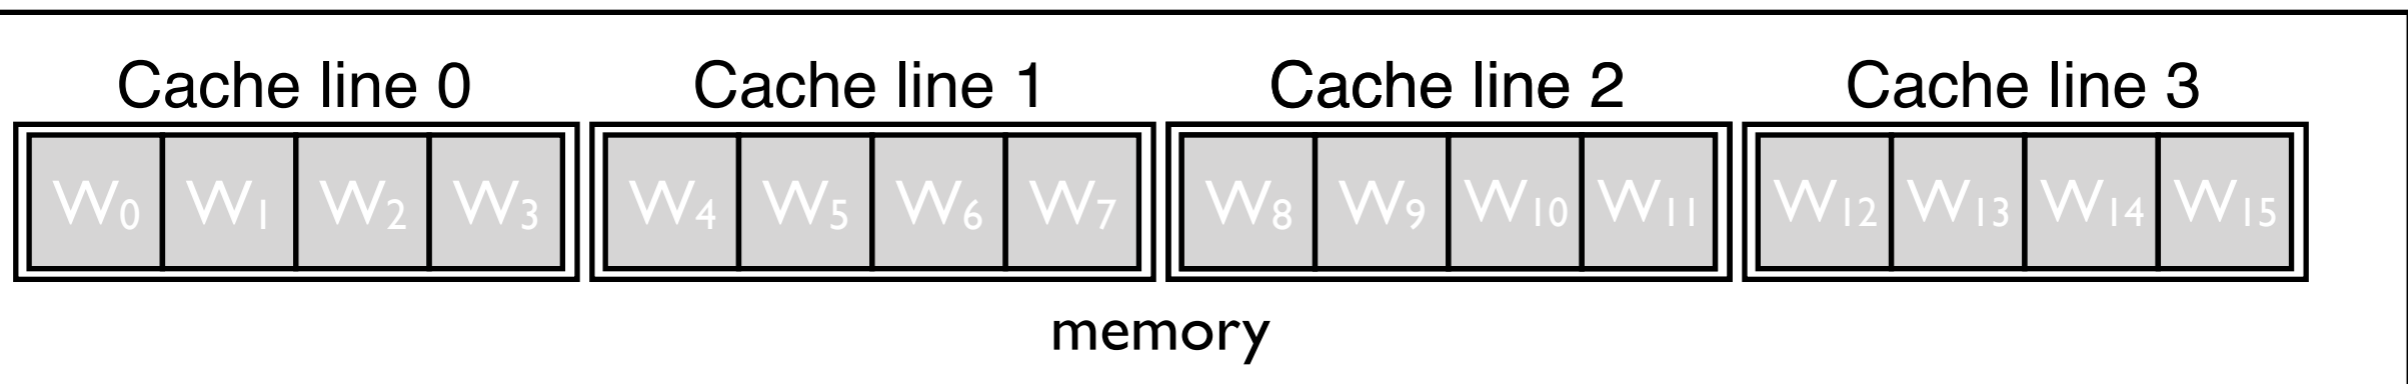 Cache line 0 Cache line 1 Cache line 2 Cache line 3
W0 W1 W2 W3 W4 W5 W6 W7 W8 W9 W10 W11 W12 W13 W14 W15
memory